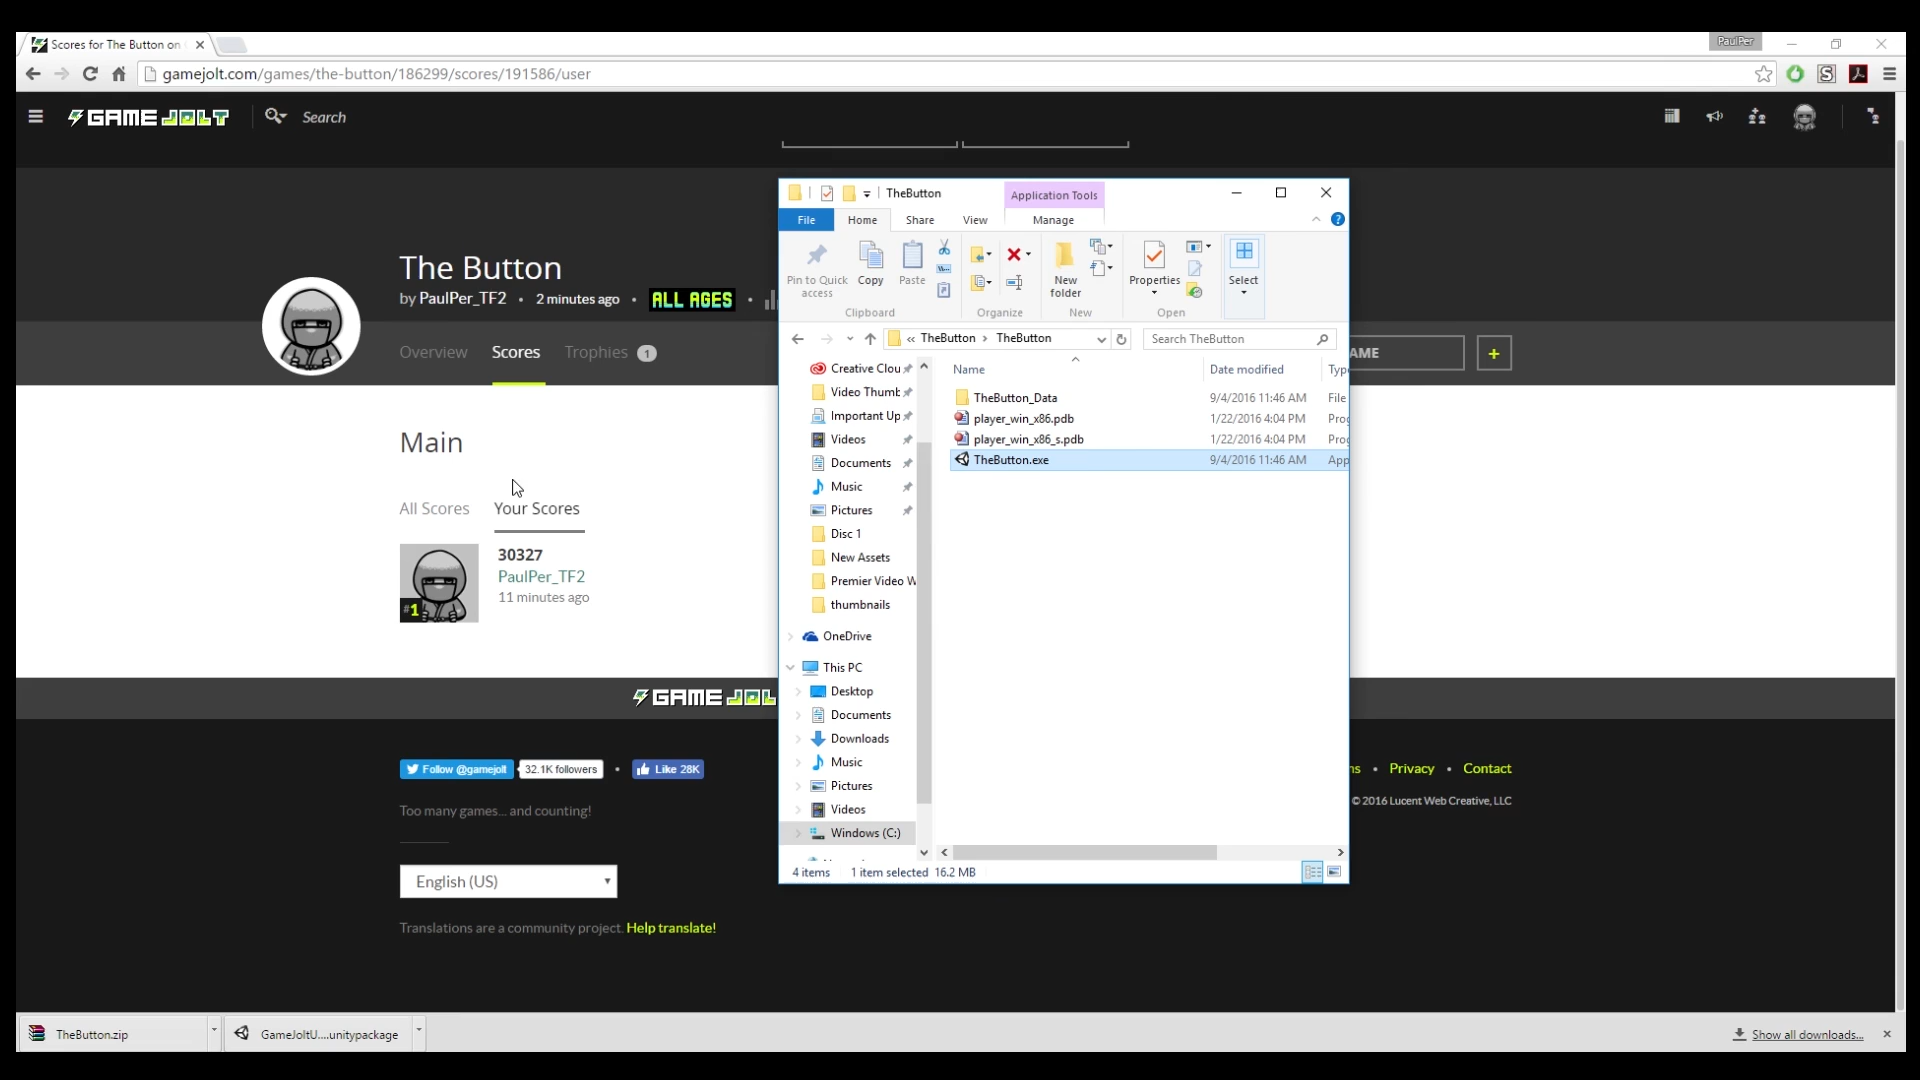 Scores for The Button on
PaulPer
gamejolt.com/games/the-button/186299/scores/191586/user
GAME JOLT
Search
The Button
by PaulPer_TF2 • 2 minutes ago • ALL AGES •
Overview
Scores
Trophies 1
AME
+
Main
All Scores
Your Scores
#1
30327
PaulPer_TF2
11 minutes ago
TheButton
Application Tools
File
Home
Share
View
Manage
Pin to Quick access
Copy
Paste
New folder
Properties
Select
Clipboard
Organize
New
Open
« TheButton › TheButton
Search TheButton
Name
Date modified
Typ
TheButton_Data 9/4/2016 11:46 AM File
player_win_x86.pdb 1/22/2016 4:04 PM Prog
player_win_x86_s.pdb 1/22/2016 4:04 PM Prog
TheButton.exe 9/4/2016 11:46 AM App
Creative Clou
Video Thumb
Important Up
Videos
Documents
Music
Pictures
Disc 1
New Assets
Premier Video W
thumbnails
OneDrive
This PC
Desktop
Documents
Downloads
Music
Pictures
Videos
Windows (C:)
4 items
1 item selected 16.2 MB
GAME JOL
Follow @gamejolt
32.1K followers
•
Like 28K
ns • Privacy • Contact
© 2016 Lucent Web Creative, LLC
Too many games... and counting!
English (US)
Translations are a community project. Help translate!
TheButton.zip
GameJoltU....unitypackage
Show all downloads...